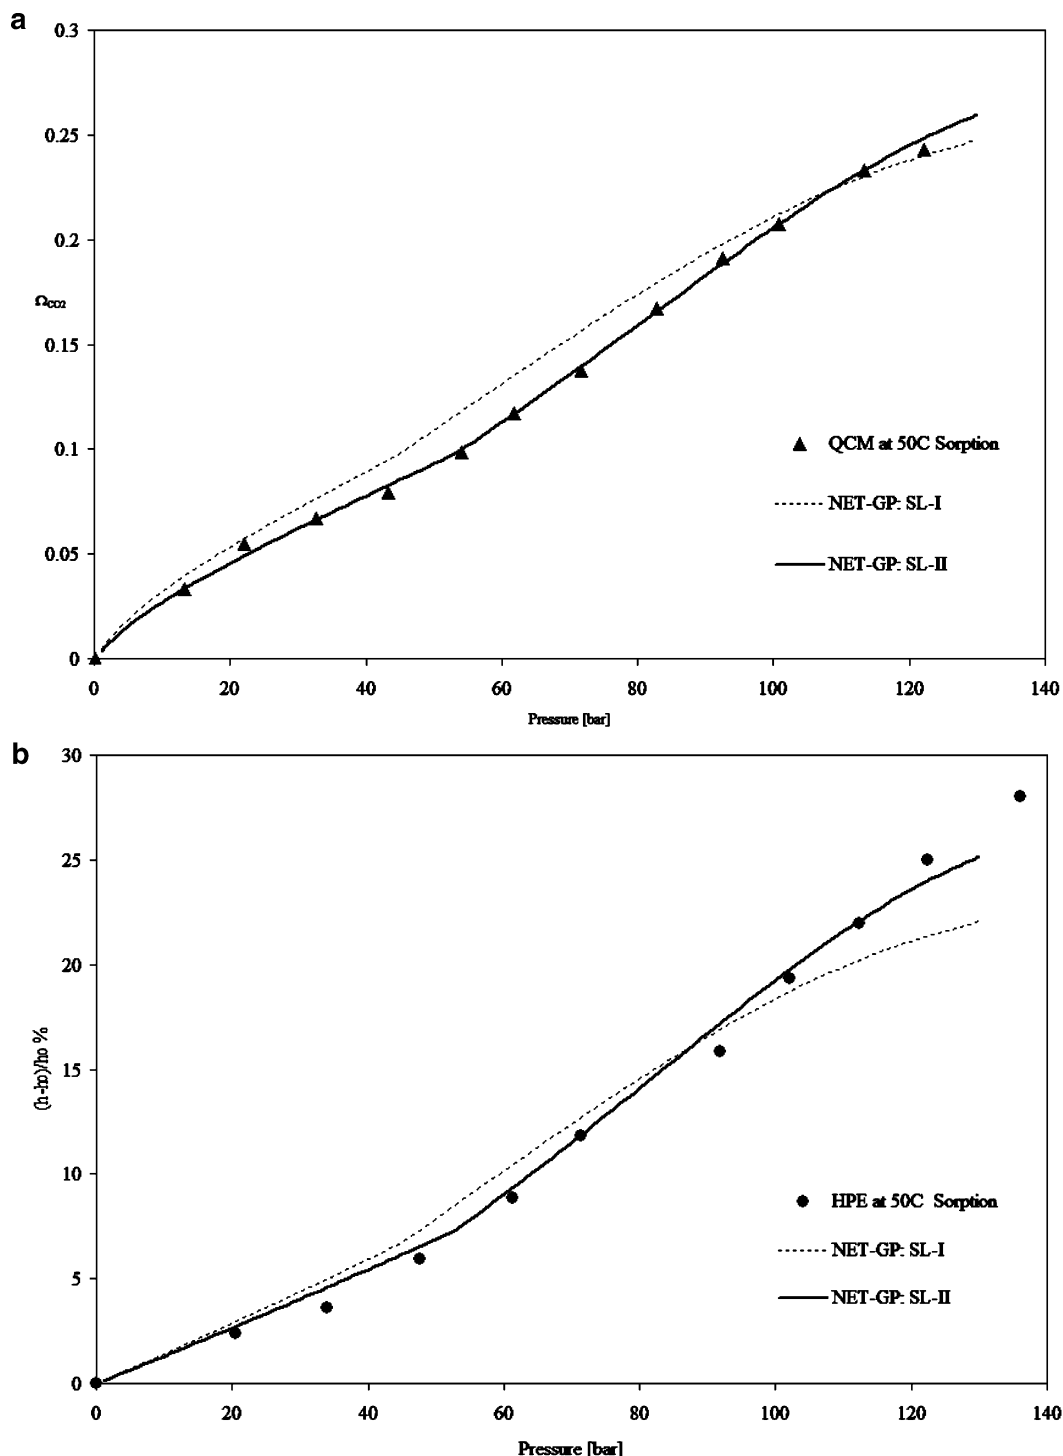 a
0.3
0.25
0.2
Ω_CO2
0.15
0.1
0.05
0
0 20 40 60 80 100 120 140
Pressure [bar]
QCM at 50C Sorption
NET-GP: SL-I
NET-GP: SL-II
b
30
25
20
(h-h0)/h0 %
15
10
5
0
0 20 40 60 80 100 120 140
Pressure [bar]
HPE at 50C Sorption
NET-GP: SL-I
NET-GP: SL-II